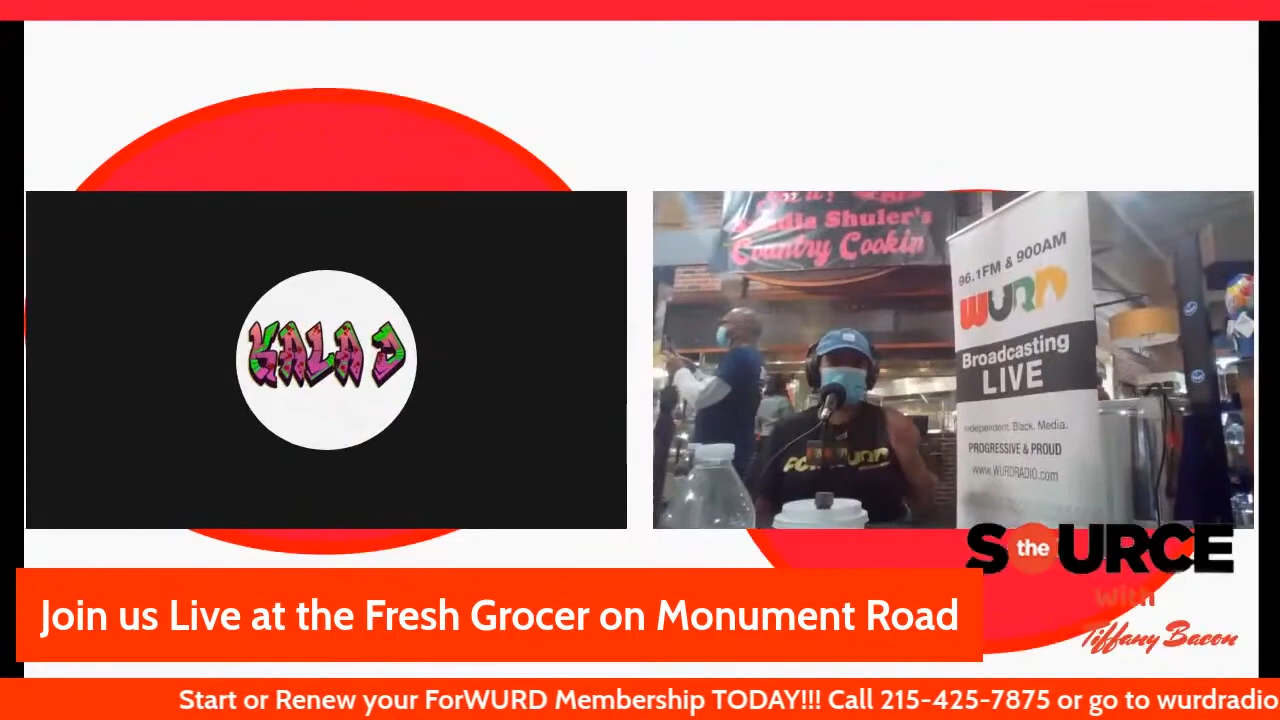 KALA J
Shuler's
Country Cookin
96.1FM & 900AM
WURD
Broadcasting
LIVE
Independent. Black. Media.
PROGRESSIVE & PROUD
www.WURDRADIO.com
FORWURD
the SOURCE
with
Tiffany Bacon
Join us Live at the Fresh Grocer on Monument Road
Start or Renew your ForWURD Membership TODAY!!! Call 215-425-7875 or go to wurdradio